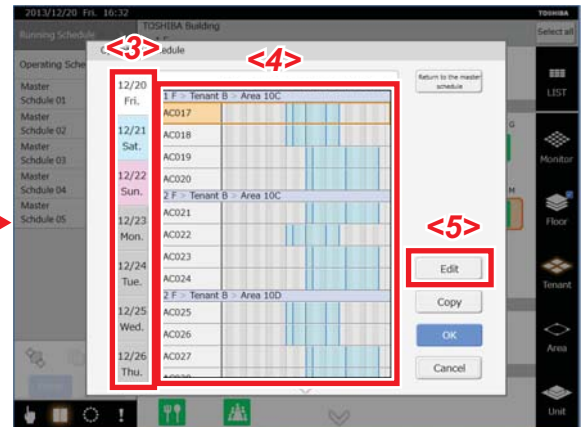 2013/12/20 Fri. 16:32
TOSHIBA
Running Schedule
TOSHIBA Building
1 F
Select all
<3>
<4>
edule
Operating Sche
Return to the master
schedule
LIST
Master
Schdule 01
Master
Schdule 02
Master
Schdule 03
Master
Schdule 04
Master
Schdule 05
12/20
Fri.
12/21
Sat.
12/22
Sun.
12/23
Mon.
12/24
Tue.
12/25
Wed.
12/26
Thu.
1 F > Tenant B > Area 10C
AC017
AC018
AC019
AC020
2 F > Tenant B > Area 10C
AC021
AC022
AC023
AC024
2 F > Tenant B > Area 10D
AC025
AC026
AC027
G
M
<5>
Edit
Copy
OK
Cancel
Monitor
Floor
Tenant
Area
Unit